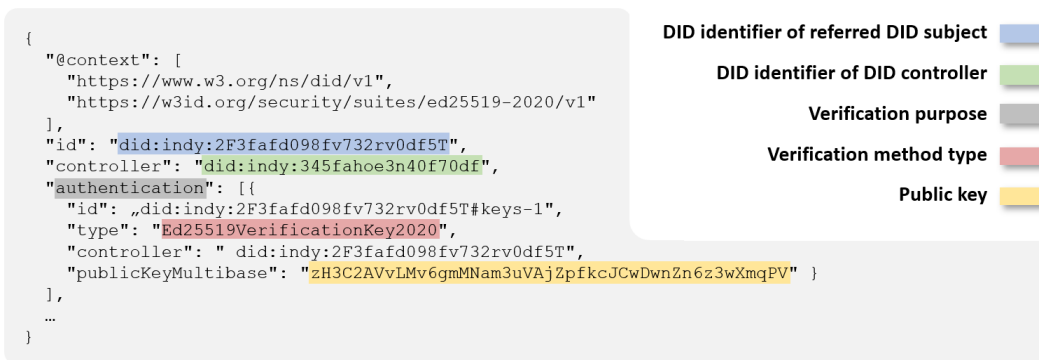 {
"@context": [
"https://www.w3.org/ns/did/v1",
"https://w3id.org/security/suites/ed25519-2020/v1"
],
"id": "did:indy:2F3fafd098fv732rv0df5T",
"controller": "did:indy:345fahoe3n40f70df",
"authentication": [{
"id": „did:indy:2F3fafd098fv732rv0df5T#keys-1",
"type": "Ed25519VerificationKey2020",
"controller": " did:indy:2F3fafd098fv732rv0df5T",
"publicKeyMultibase": "zH3C2AVvLMv6gmMNam3uVAjZpfkcJCwDwnZn6z3wXmqPV" }
],
…
}
DID identifier of referred DID subject
DID identifier of DID controller
Verification purpose
Verification method type
Public key